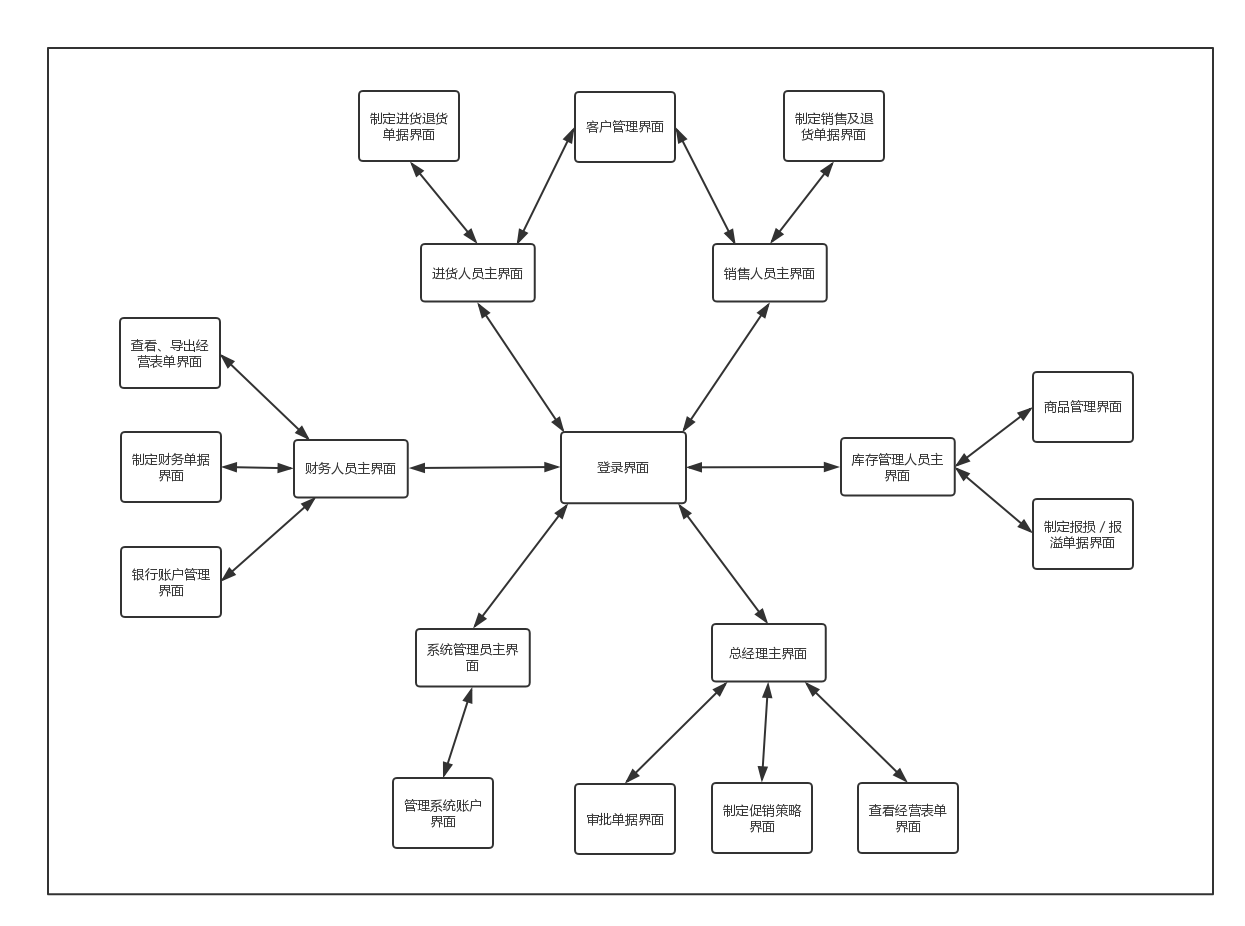 制定进货退货
单据界面
客户管理界面
制定销售及退
货单据界面
进货人员主界面
销售人员主界面
查看、导出经
营表单界面
商品管理界面
制定财务单据
界面
财务人员主界面
登录界面
库存管理人员主
界面
制定报损 / 报
溢单据界面
银行账户管理
界面
系统管理员主界
面
总经理主界面
管理系统账户
界面
审批单据界面
制定促销策略
界面
查看经营表单
界面